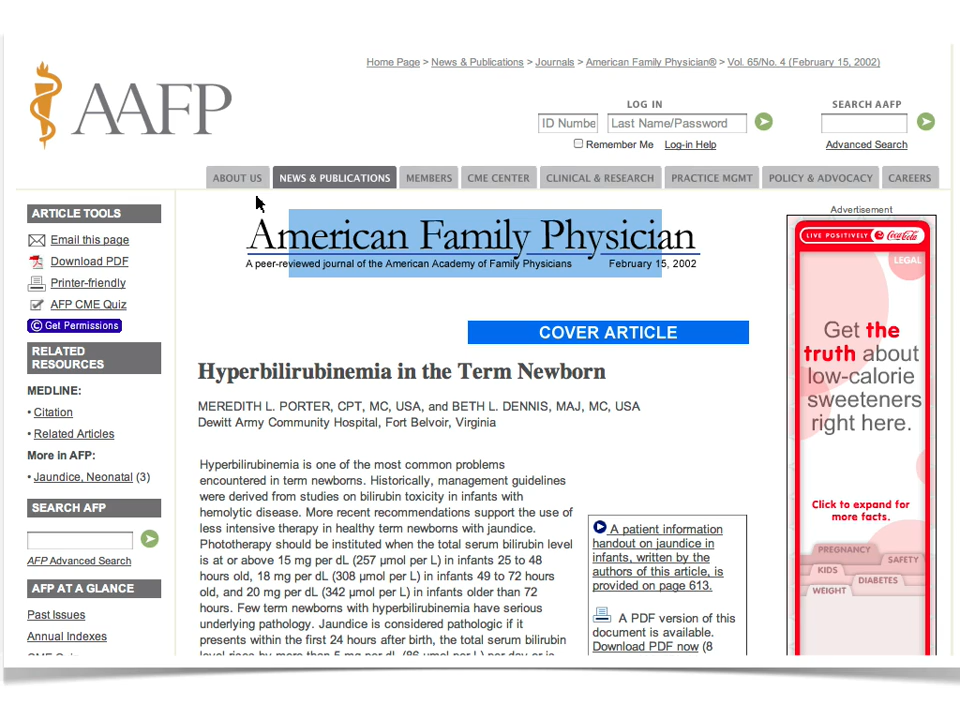 Home Page > News & Publications > Journals > American Family Physician® > Vol. 65/No. 4 (February 15, 2002)
AAFP
LOG IN
SEARCH AAFP
ID Numbe
Last Name/Password
Remember Me Log-in Help
Advanced Search
ABOUT US NEWS & PUBLICATIONS MEMBERS CME CENTER CLINICAL & RESEARCH PRACTICE MGMT POLICY & ADVOCACY CAREERS
ARTICLE TOOLS
Email this page
Download PDF
Printer-friendly
AFP CME Quiz
© Get Permissions
RELATED
RESOURCES
MEDLINE:
• Citation
• Related Articles
More in AFP:
• Jaundice, Neonatal (3)
SEARCH AFP
AFP Advanced Search
AFP AT A GLANCE
Past Issues
Annual Indexes
American Family Physician
A peer-reviewed journal of the American Academy of Family Physicians February 15, 2002
COVER ARTICLE
Hyperbilirubinemia in the Term Newborn
MEREDITH L. PORTER, CPT, MC, USA, and BETH L. DENNIS, MAJ, MC, USA
Dewitt Army Community Hospital, Fort Belvoir, Virginia
Hyperbilirubinemia is one of the most common problems
encountered in term newborns. Historically, management guidelines
were derived from studies on bilirubin toxicity in infants with
hemolytic disease. More recent recommendations support the use of
less intensive therapy in healthy term newborns with jaundice.
Phototherapy should be instituted when the total serum bilirubin level
is at or above 15 mg per dL (257 µmol per L) in infants 25 to 48
hours old, 18 mg per dL (308 µmol per L) in infants 49 to 72 hours
old, and 20 mg per dL (342 µmol per L) in infants older than 72
hours. Few term newborns with hyperbilirubinemia have serious
underlying pathology. Jaundice is considered pathologic if it
presents within the first 24 hours after birth, the total serum bilirubin
level rises by more than 5 mg per dL (86 µmol per L) per day or is
A patient information
handout on jaundice in
infants, written by the
authors of this article, is
provided on page 613.
A PDF version of this
document is available.
Download PDF now (8
Advertisement
LIVE POSITIVELY Coca-Cola
LEGAL
Get the
truth about
low-calorie
sweeteners
right here.
Click to expand for
more facts.
PREGNANCY
SAFETY
KIDS
DIABETES
WEIGHT